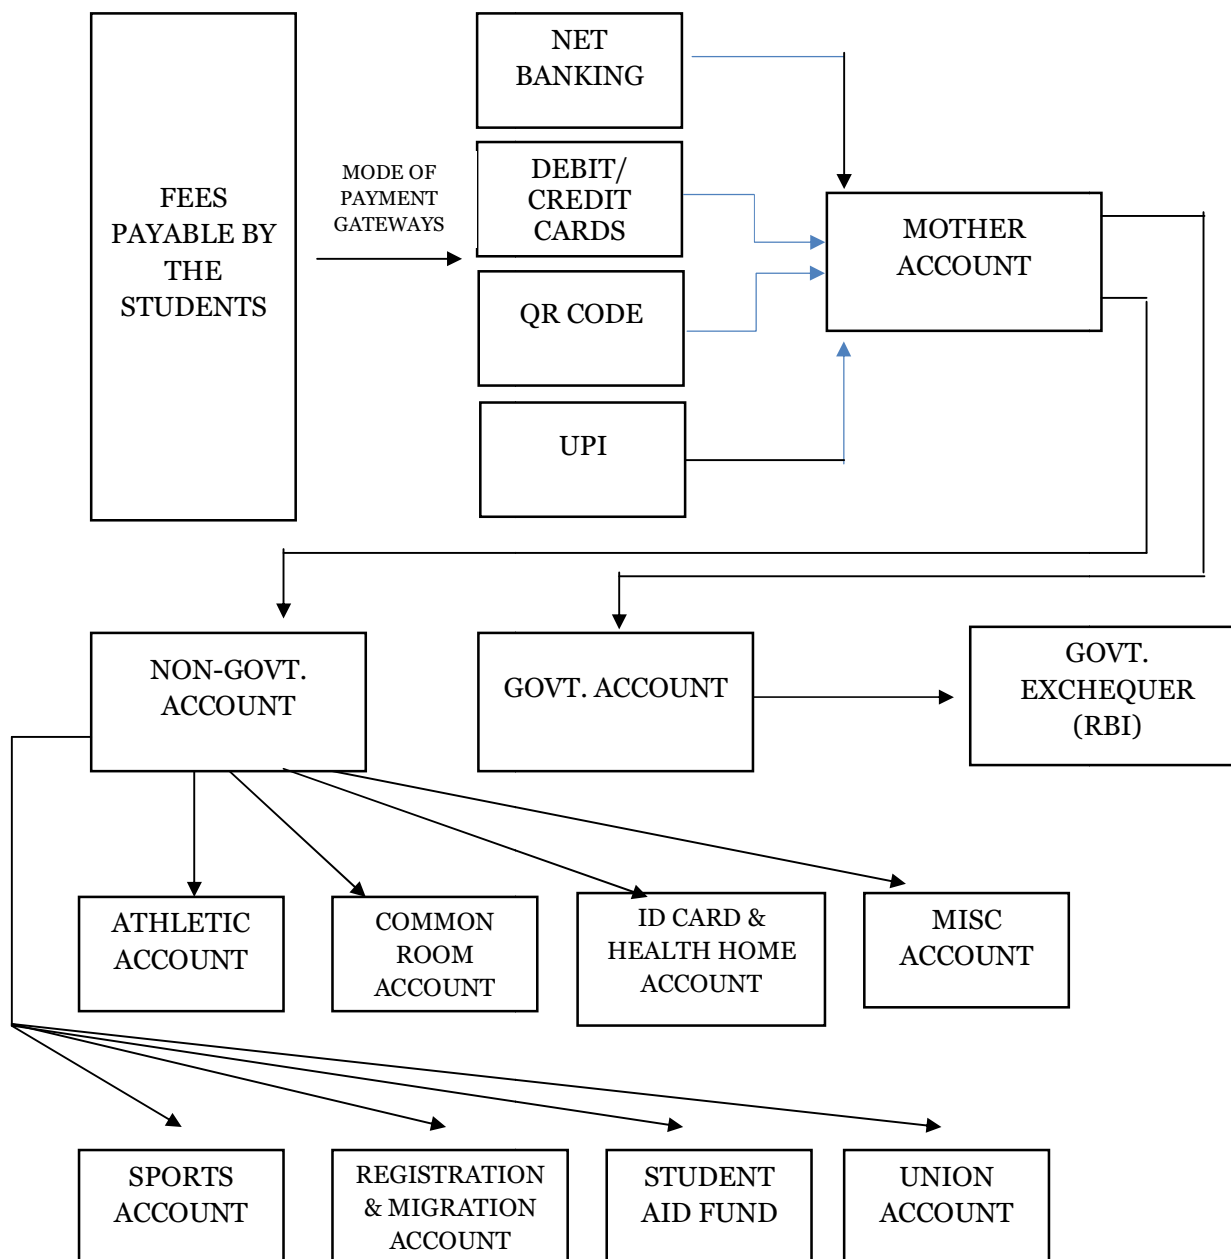 FEES
PAYABLE BY
THE
STUDENTS
MODE OF
PAYMENT
GATEWAYS
NET
BANKING
DEBIT/
CREDIT
CARDS
QR CODE
UPI
MOTHER
ACCOUNT
NON-GOVT.
ACCOUNT
GOVT. ACCOUNT
GOVT.
EXCHEQUER
(RBI)
ATHLETIC
ACCOUNT
COMMON
ROOM
ACCOUNT
ID CARD &
HEALTH HOME
ACCOUNT
MISC
ACCOUNT
SPORTS
ACCOUNT
REGISTRATION
& MIGRATION
ACCOUNT
STUDENT
AID FUND
UNION
ACCOUNT